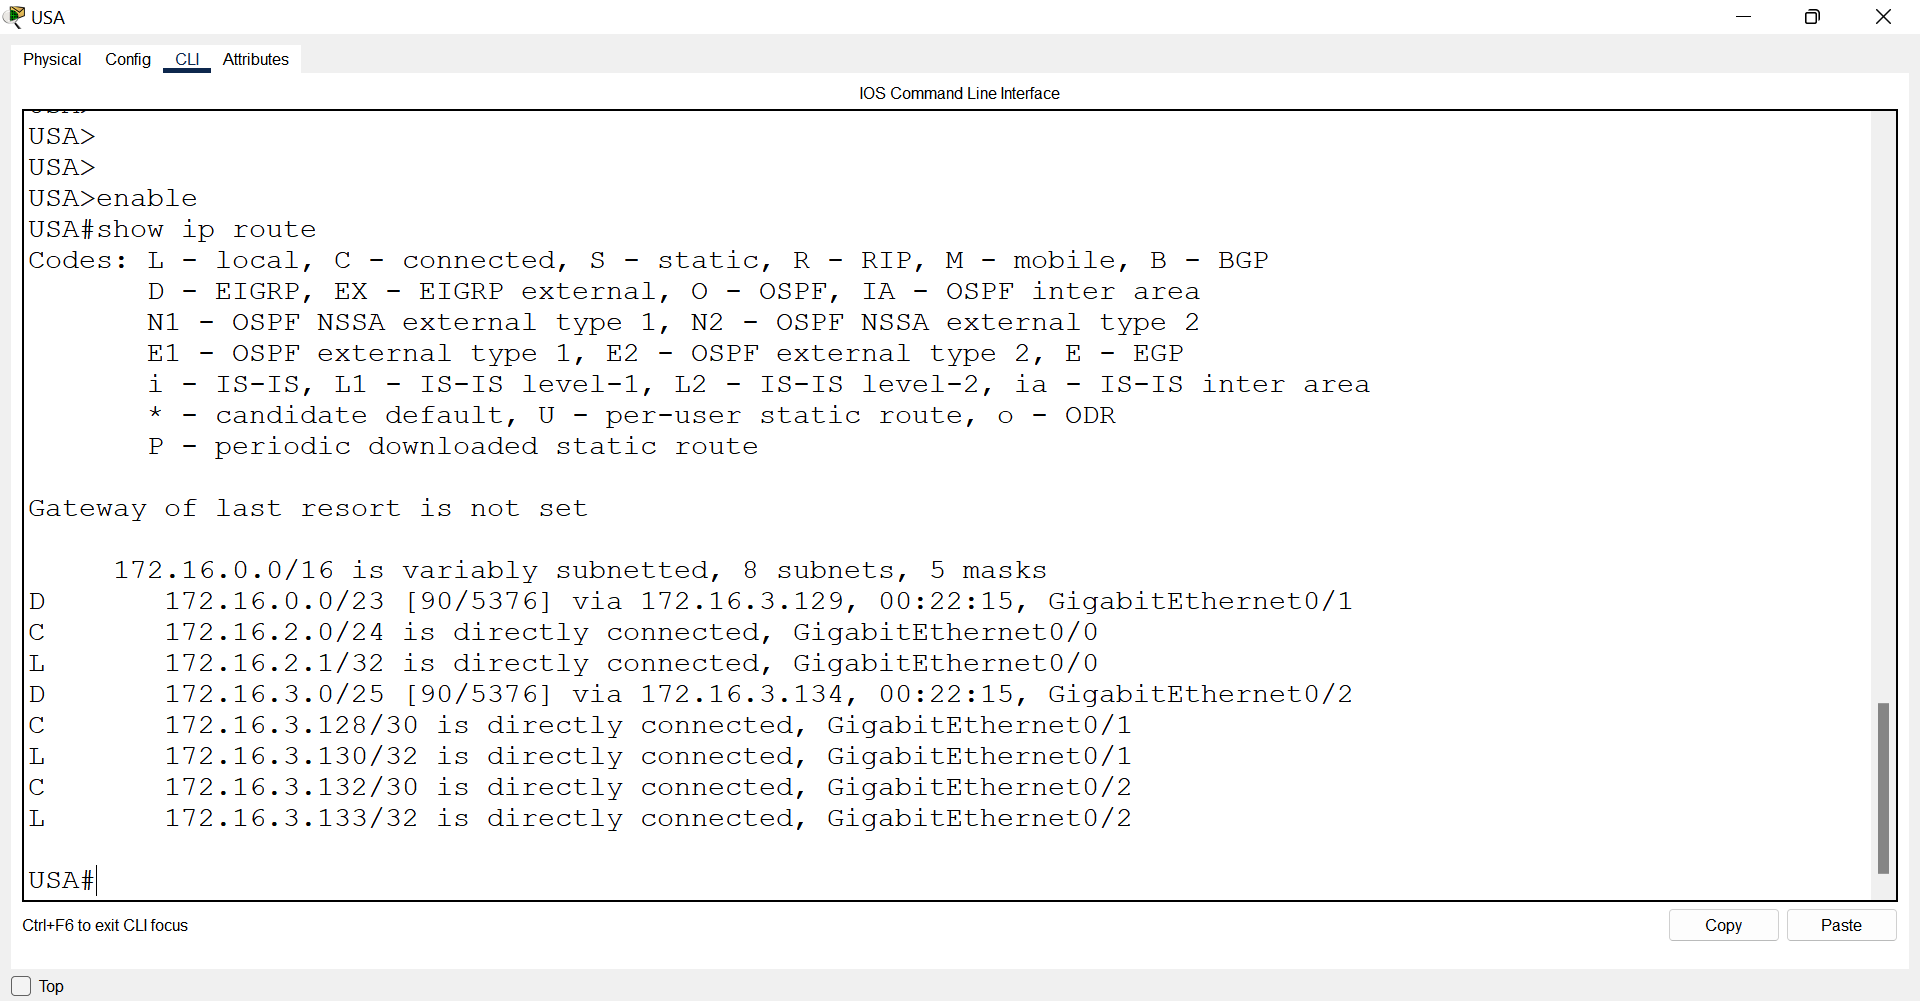 USA
Physical Config CLI Attributes
IOS Command Line Interface
USA>
USA>
USA>enable
USA#show ip route
Codes: L - local, C - connected, S - static, R - RIP, M - mobile, B - BGP
D - EIGRP, EX - EIGRP external, O - OSPF, IA - OSPF inter area
N1 - OSPF NSSA external type 1, N2 - OSPF NSSA external type 2
E1 - OSPF external type 1, E2 - OSPF external type 2, E - EGP
i - IS-IS, L1 - IS-IS level-1, L2 - IS-IS level-2, ia - IS-IS inter area
* - candidate default, U - per-user static route, o - ODR
P - periodic downloaded static route
Gateway of last resort is not set
172.16.0.0/16 is variably subnetted, 8 subnets, 5 masks
D 172.16.0.0/23 [90/5376] via 172.16.3.129, 00:22:15, GigabitEthernet0/1
C 172.16.2.0/24 is directly connected, GigabitEthernet0/0
L 172.16.2.1/32 is directly connected, GigabitEthernet0/0
D 172.16.3.0/25 [90/5376] via 172.16.3.134, 00:22:15, GigabitEthernet0/2
C 172.16.3.128/30 is directly connected, GigabitEthernet0/1
L 172.16.3.130/32 is directly connected, GigabitEthernet0/1
C 172.16.3.132/30 is directly connected, GigabitEthernet0/2
L 172.16.3.133/32 is directly connected, GigabitEthernet0/2
USA#
Ctrl+F6 to exit CLI focus
Copy Paste
Top